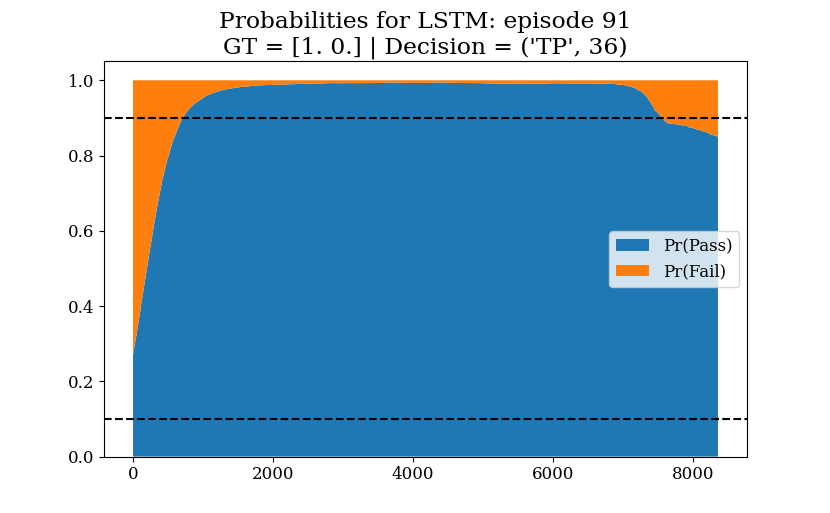 Probabilities for LSTM: episode 91
GT = [1. 0.] | Decision = ('TP', 36)
1.0
0.8
0.6
0.4
0.2
0.0
Pr(Pass)
Pr(Fail)
0
2000
4000
6000
8000